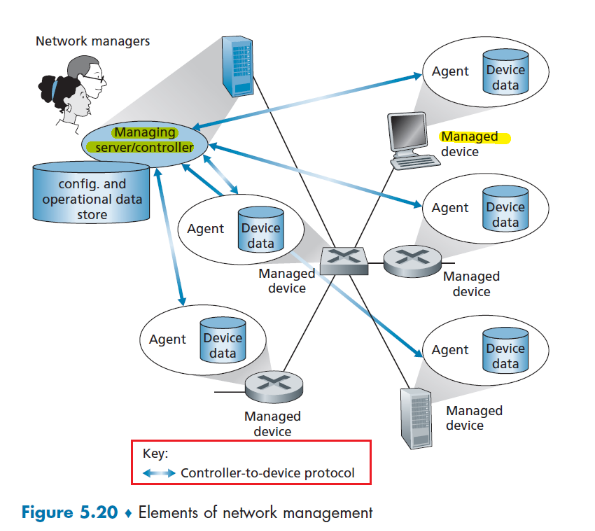 Network managers
Managing
server/controller
config. and
operational data
store
Agent
Device
data
Managed
device
Agent
Device
data
Agent
Device
data
Managed
device
Managed
device
Agent
Device
data
Managed
device
Agent
Device
data
Managed
device
Key:
Controller-to-device protocol
Figure 5.20 ♦ Elements of network management